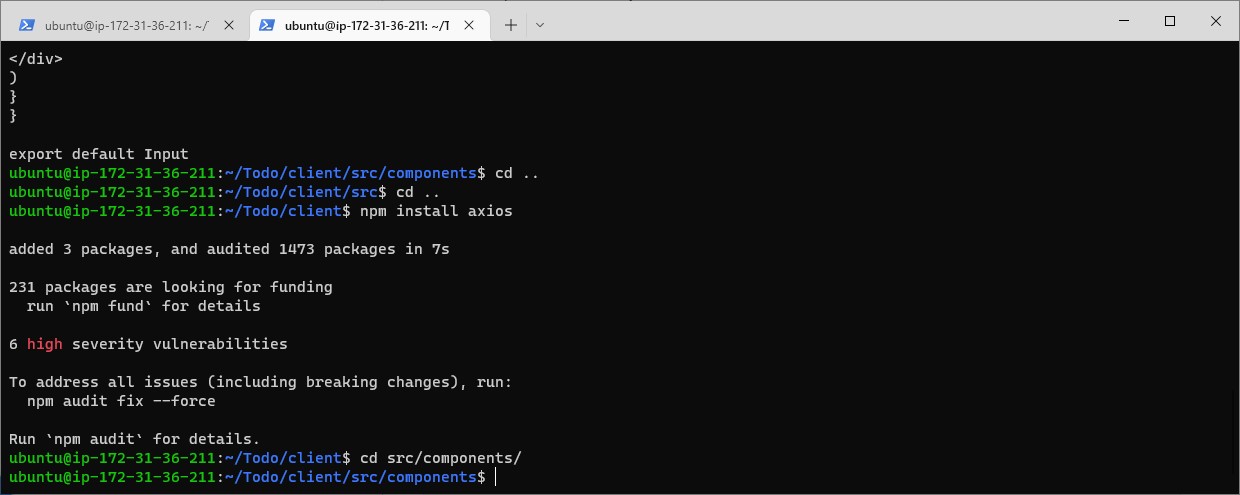 ubuntu@ip-172-31-36-211: ~/
ubuntu@ip-172-31-36-211: ~/T
</div>
)
}
}
export default Input
ubuntu@ip-172-31-36-211:~/Todo/client/src/components$ cd ..
ubuntu@ip-172-31-36-211:~/Todo/client/src$ cd ..
ubuntu@ip-172-31-36-211:~/Todo/client$ npm install axios
added 3 packages, and audited 1473 packages in 7s
231 packages are looking for funding
  run `npm fund` for details
6 high severity vulnerabilities
To address all issues (including breaking changes), run:
  npm audit fix --force
Run `npm audit` for details.
ubuntu@ip-172-31-36-211:~/Todo/client$ cd src/components/
ubuntu@ip-172-31-36-211:~/Todo/client/src/components$